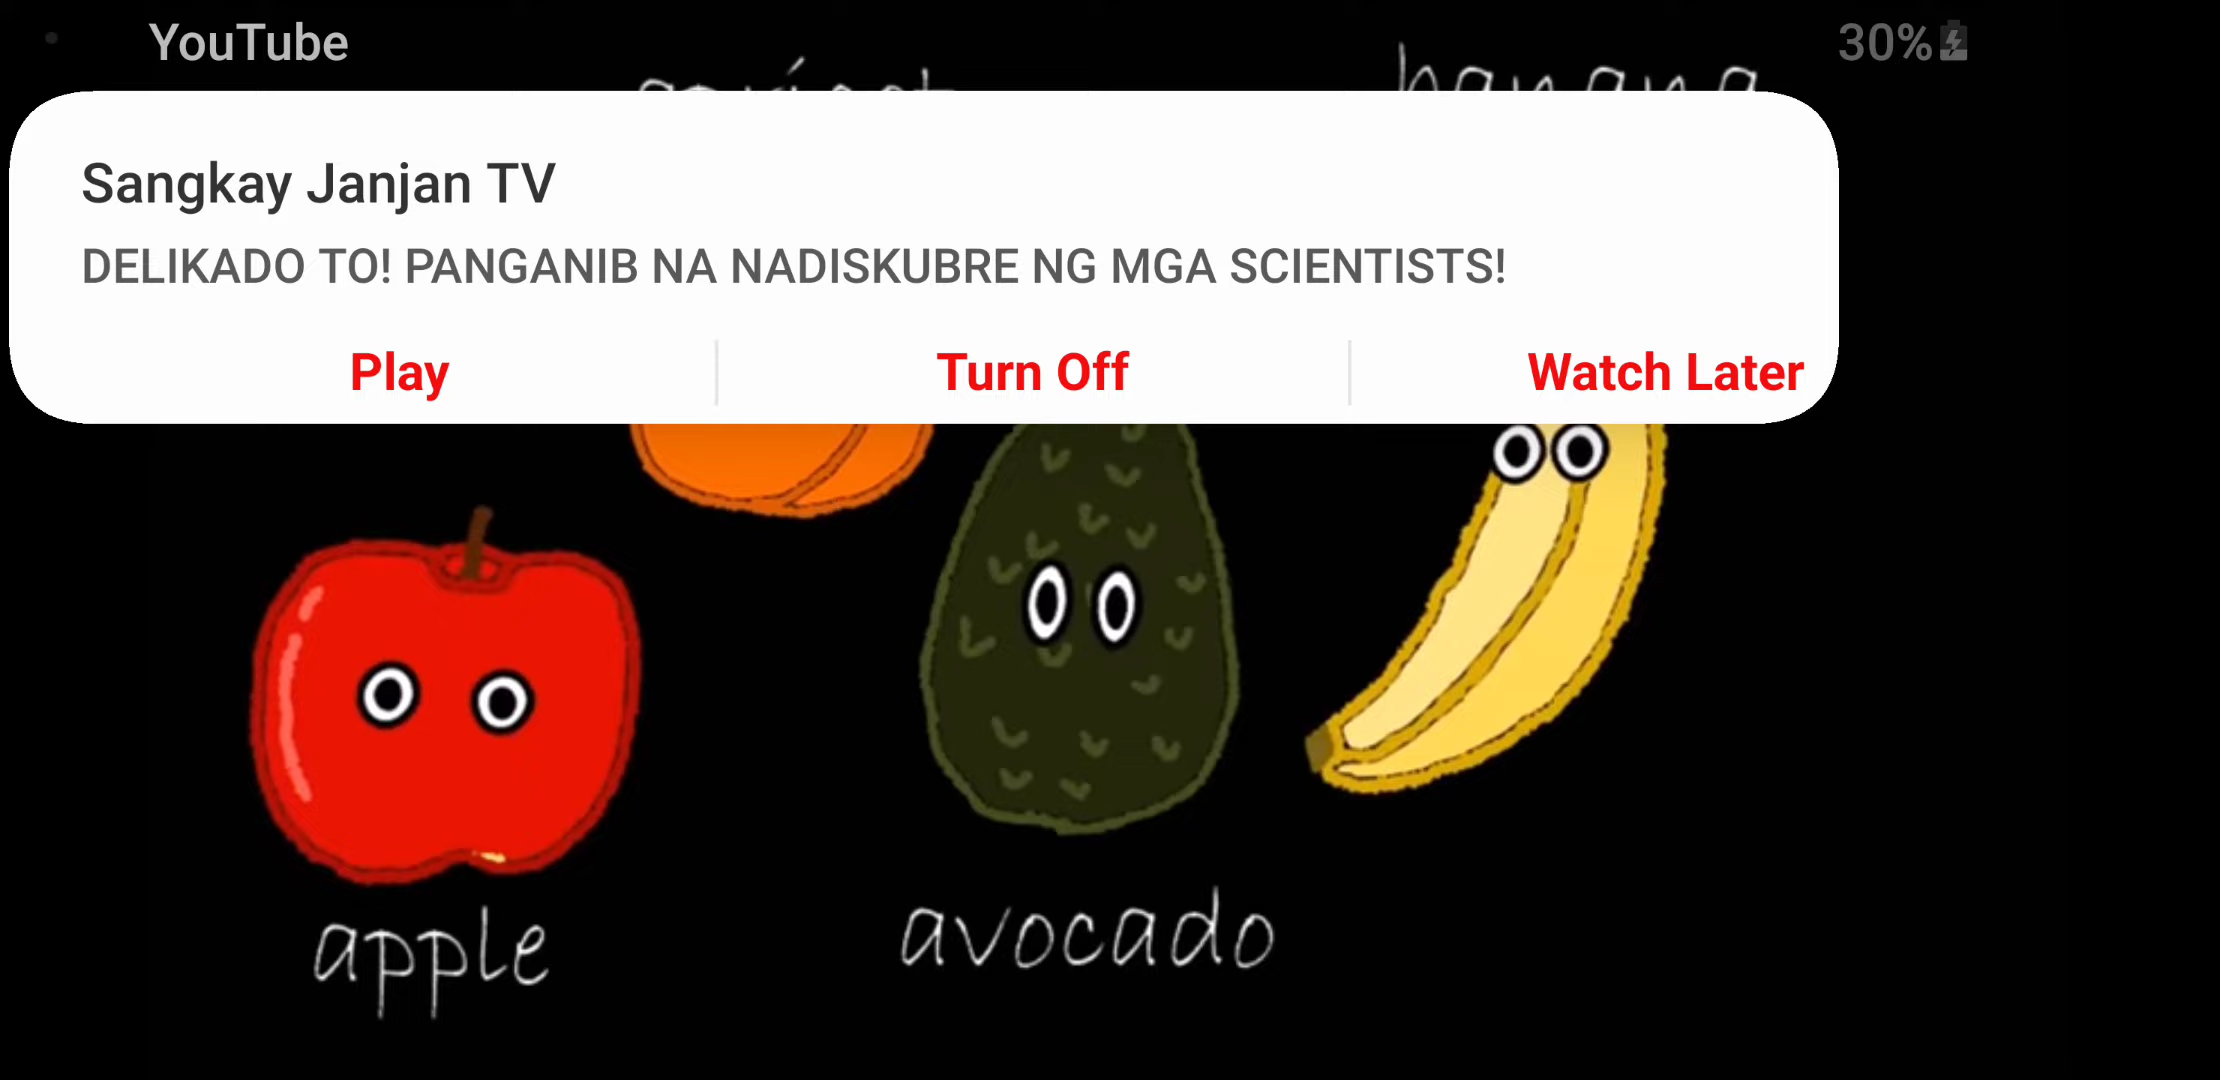 YouTube
30%
Sangkay Janjan TV
DELIKADO TO! PANGANIB NA NADISKUBRE NG MGA SCIENTISTS!
Play
Turn Off
Watch Later
apple
avocado